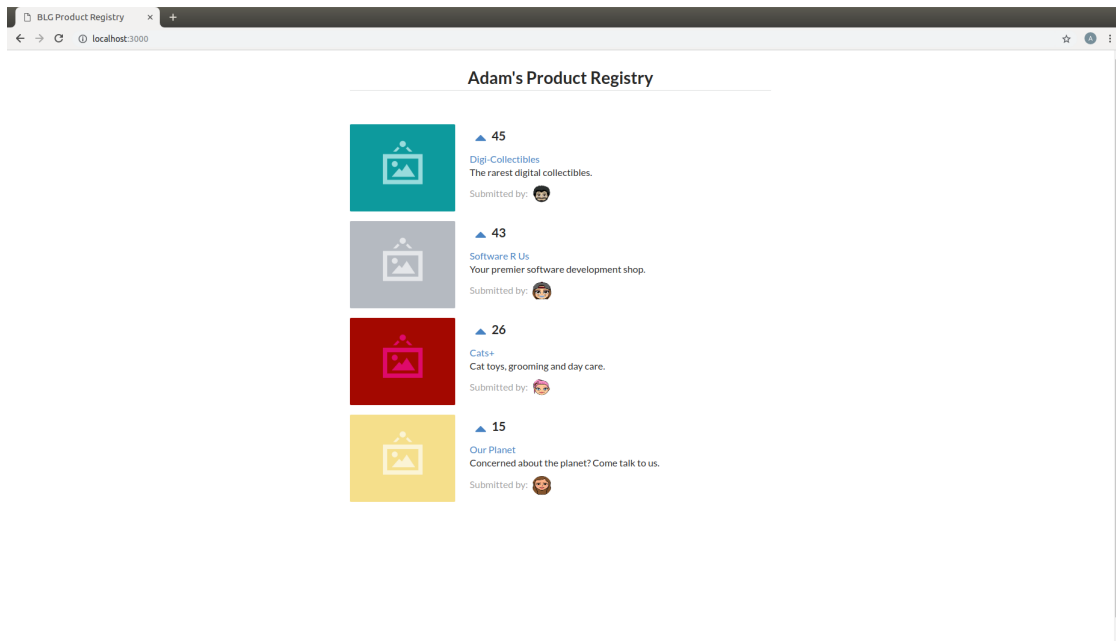 BLG Product Registry
localhost:3000
A
Adam's Product Registry
45
Digi-Collectibles
The rarest digital collectibles.
Submitted by:
43
Software R Us
Your premier software development shop.
Submitted by:
26
Cats+
Cat toys, grooming and day care.
Submitted by:
15
Our Planet
Concerned about the planet? Come talk to us.
Submitted by: